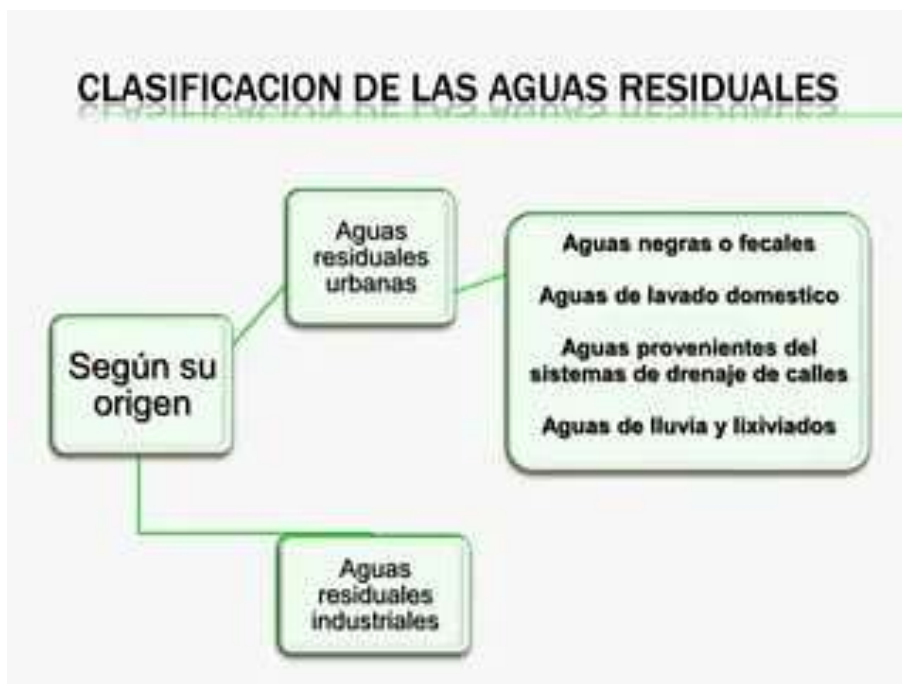 CLASIFICACION DE LAS AGUAS RESIDUALES
Según su
origen
Aguas
residuales
urbanas
Aguas negras o fecales
Aguas de lavado domestico
Aguas provenientes del
sistemas de drenaje de calles
Aguas de lluvia y lixiviados
Aguas
residuales
industriales